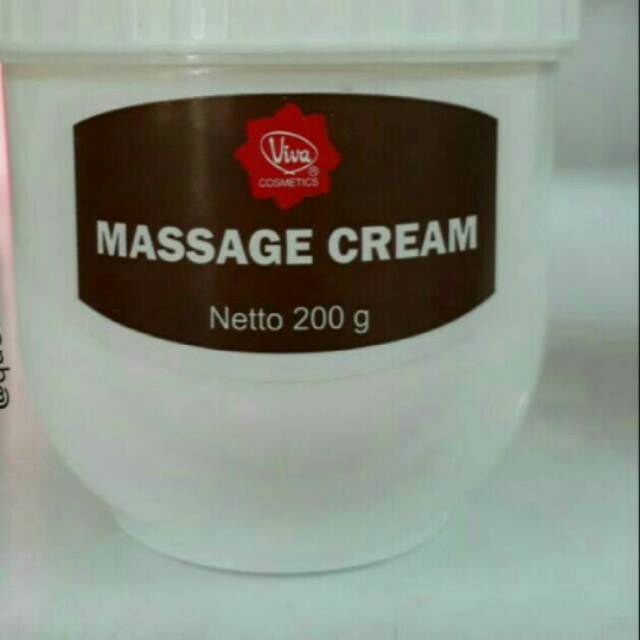 Viva
®
COSMETICS
MASSAGE CREAM
Netto 200 g